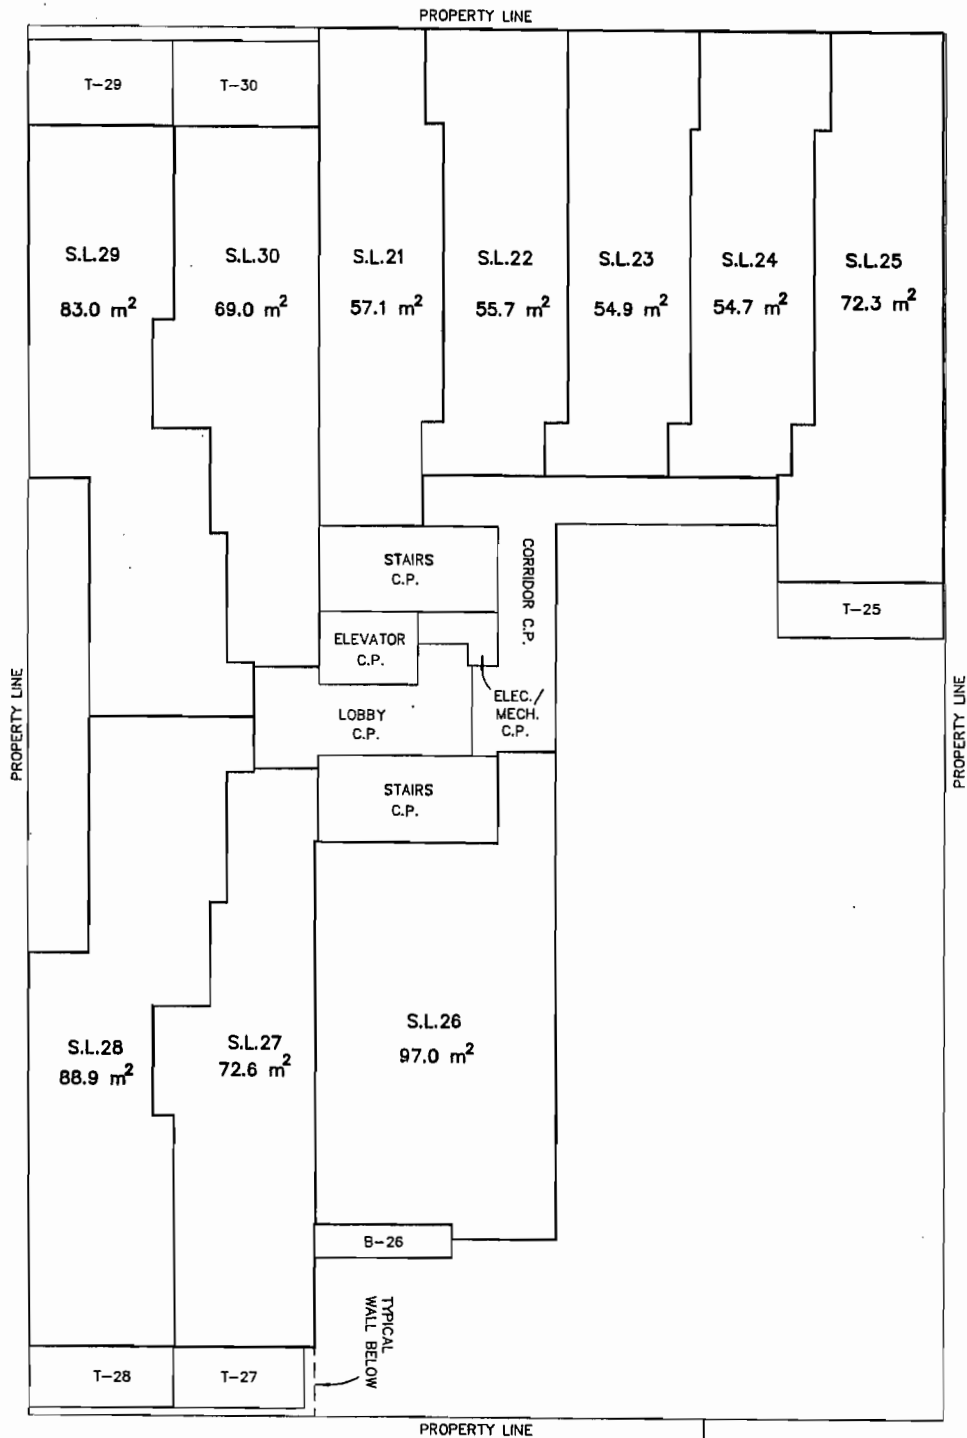 PROPERTY LINE
T-29
T-30
S.L.29
83.0 m²
S.L.30
69.0 m²
S.L.21
57.1 m²
S.L.22
55.7 m²
S.L.23
54.9 m²
S.L.24
54.7 m²
S.L.25
72.3 m²
STAIRS
C.P.
CORRIDOR C.P.
T-25
ELEVATOR
C.P.
ELEC./
MECH.
C.P.
LOBBY
C.P.
PROPERTY LINE
PROPERTY LINE
STAIRS
C.P.
S.L.28
88.9 m²
S.L.27
72.6 m²
S.L.26
97.0 m²
B-26
TYPICAL
WALL BELOW
T-28
T-27
PROPERTY LINE